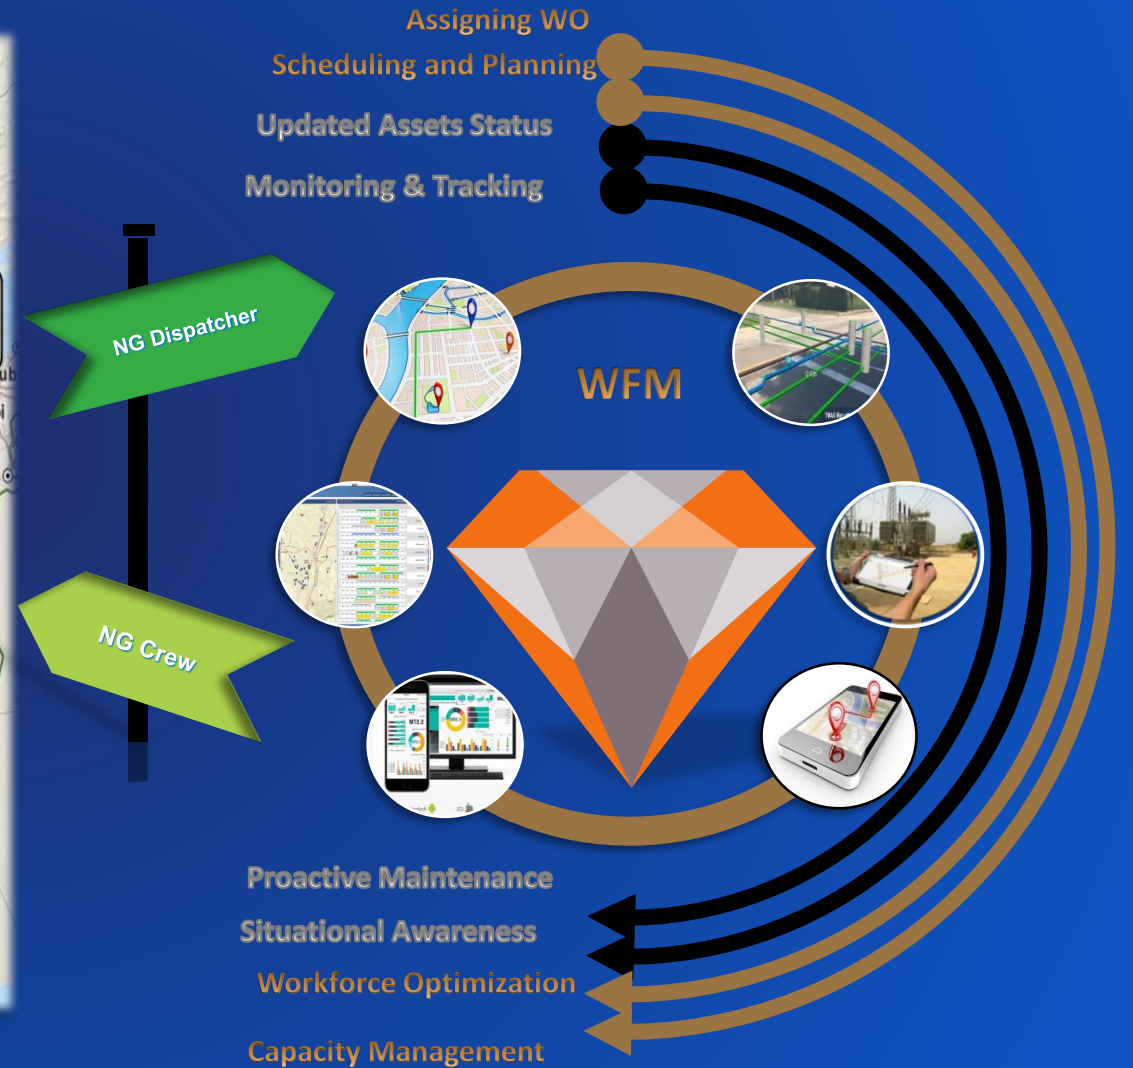 Assigning WO
Scheduling and Planning
Updated Assets Status
Monitoring & Tracking
NG Dispatcher
WFM
NG Crew
Proactive Maintenance
Situational Awareness
Workforce Optimization
Capacity Management